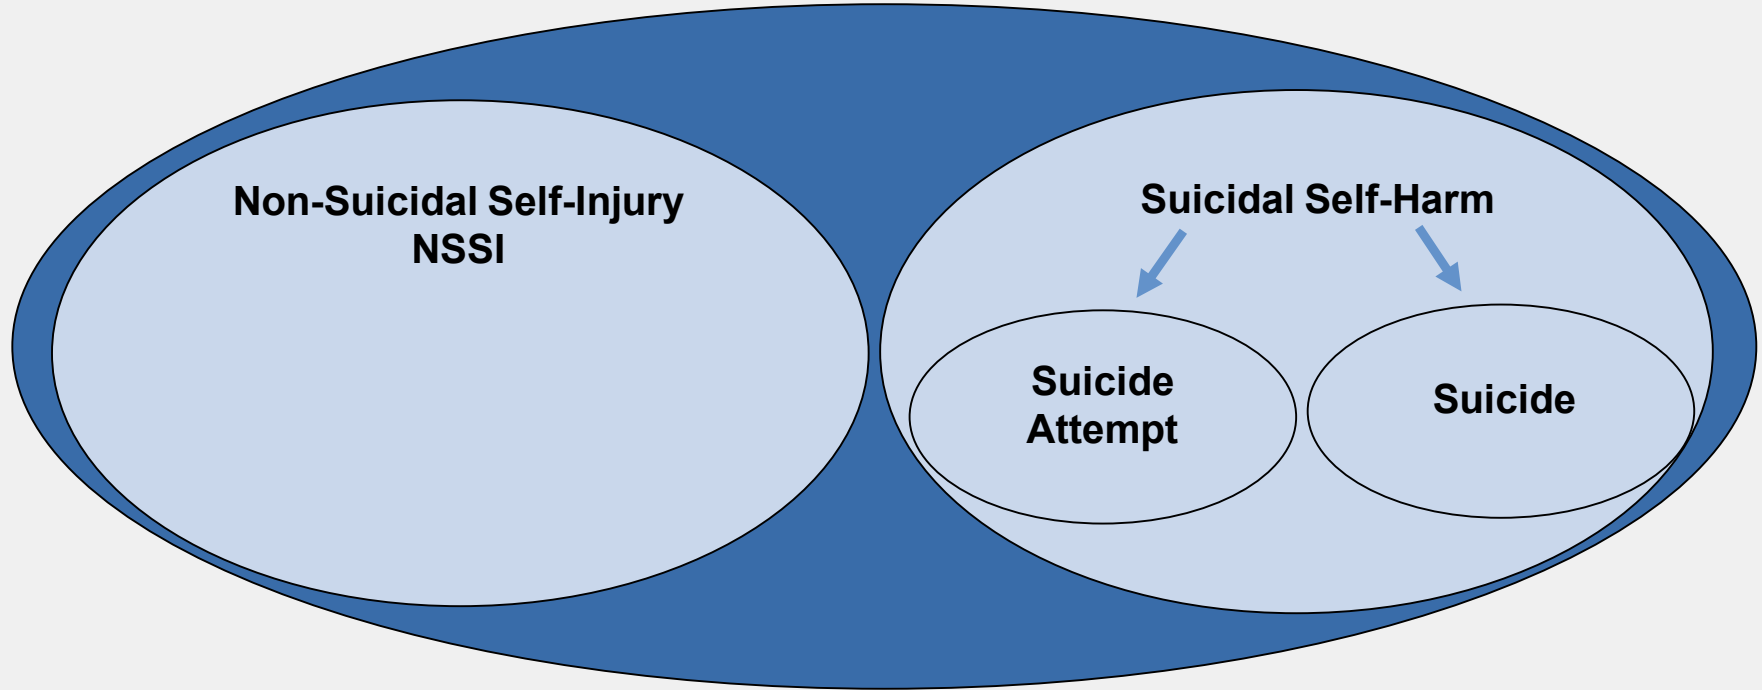 Non-Suicidal Self-Injury
NSSI
Suicidal Self-Harm
Suicide
Attempt
Suicide